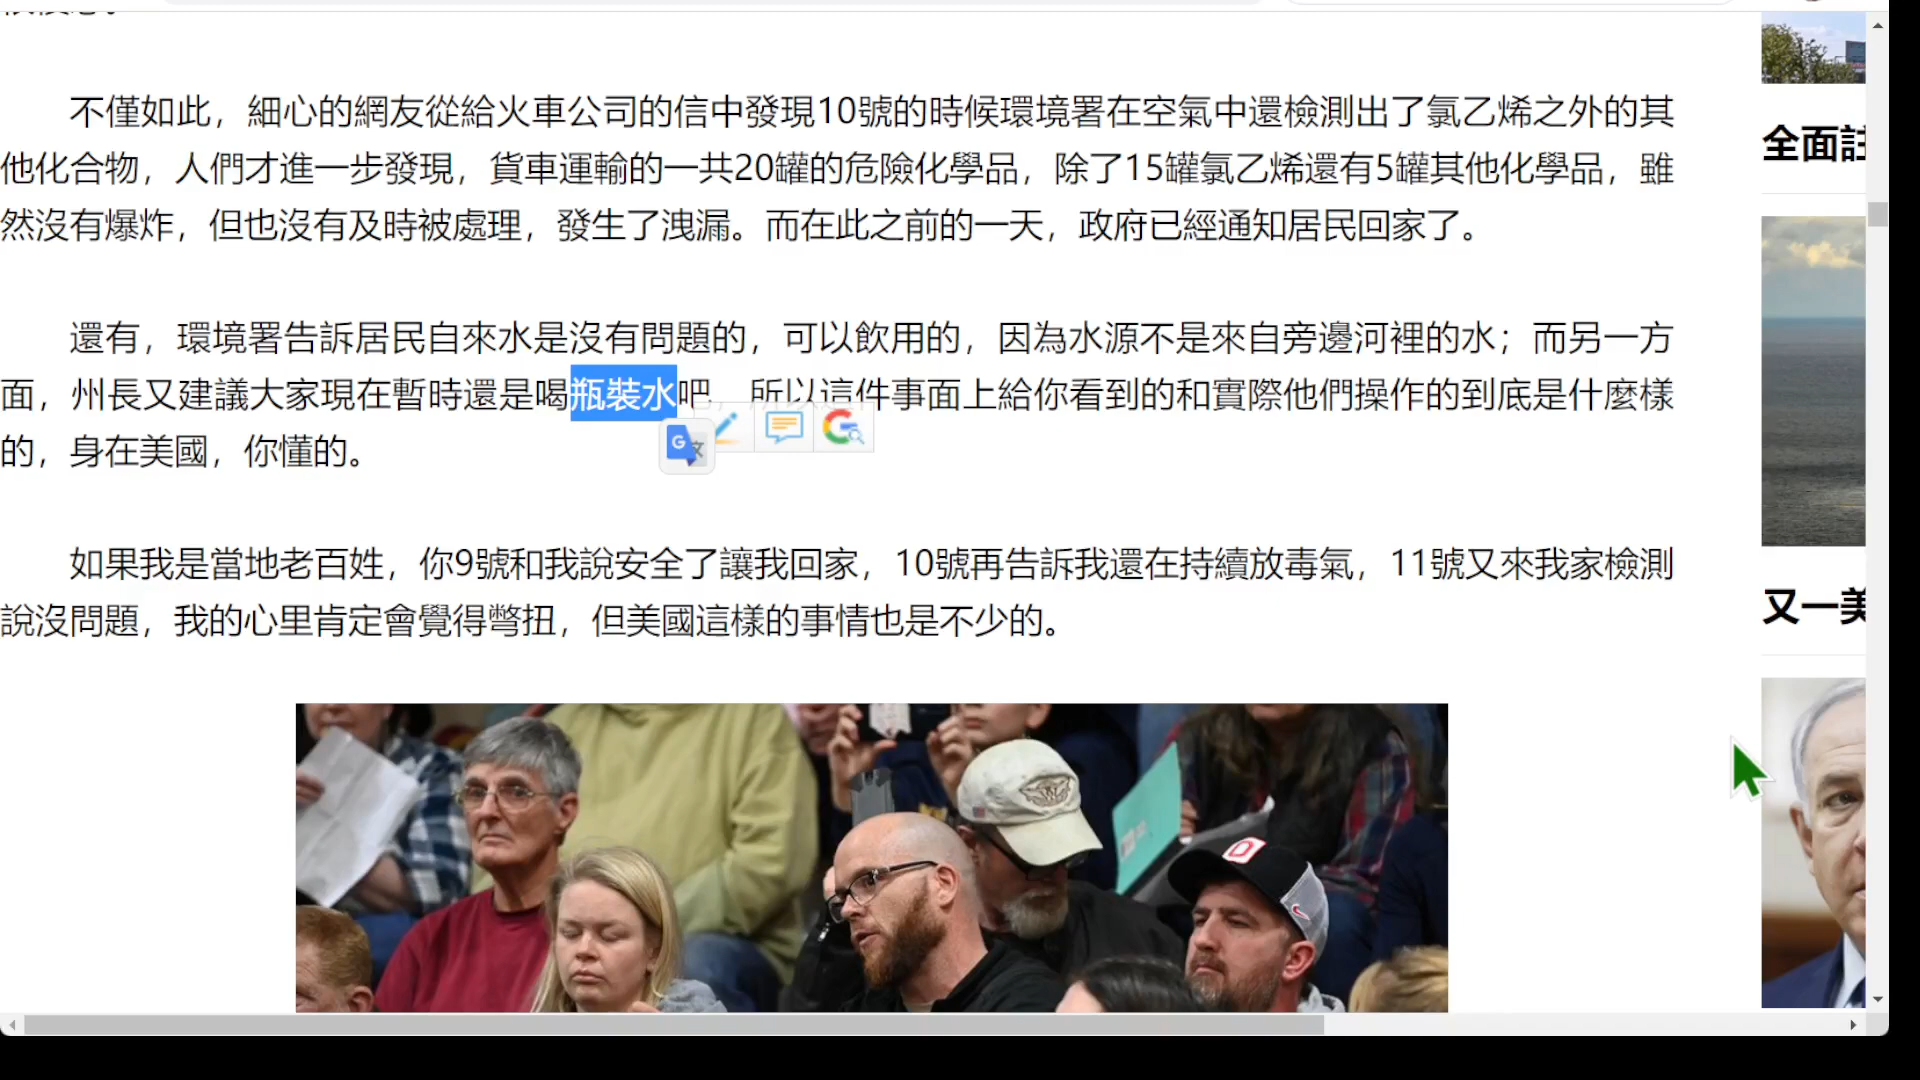 不僅如此，細心的網友從給火車公司的信中發現10號的時候環境署在空氣中還檢測出了氯乙烯之外的其
他化合物，人們才進一步發現，貨車運輸的一共20罐的危險化學品，除了15罐氯乙烯還有5罐其他化學品，雖
然沒有爆炸，但也沒有及時被處理，發生了洩漏。而在此之前的一天，政府已經通知居民回家了。
還有，環境署告訴居民自來水是沒有問題的，可以飲用的，因為水源不是來自旁邊河裡的水；而另一方
面，州長又建議大家現在暫時還是喝瓶裝水吧，所以這件事面上給你看到的和實際他們操作的到底是什麼樣
的，身在美國，你懂的。
如果我是當地老百姓，你9號和我說安全了讓我回家，10號再告訴我還在持續放毒氣，11號又來我家檢測
說沒問題，我的心里肯定會覺得彆扭，但美國這樣的事情也是不少的。
全面註
又一美